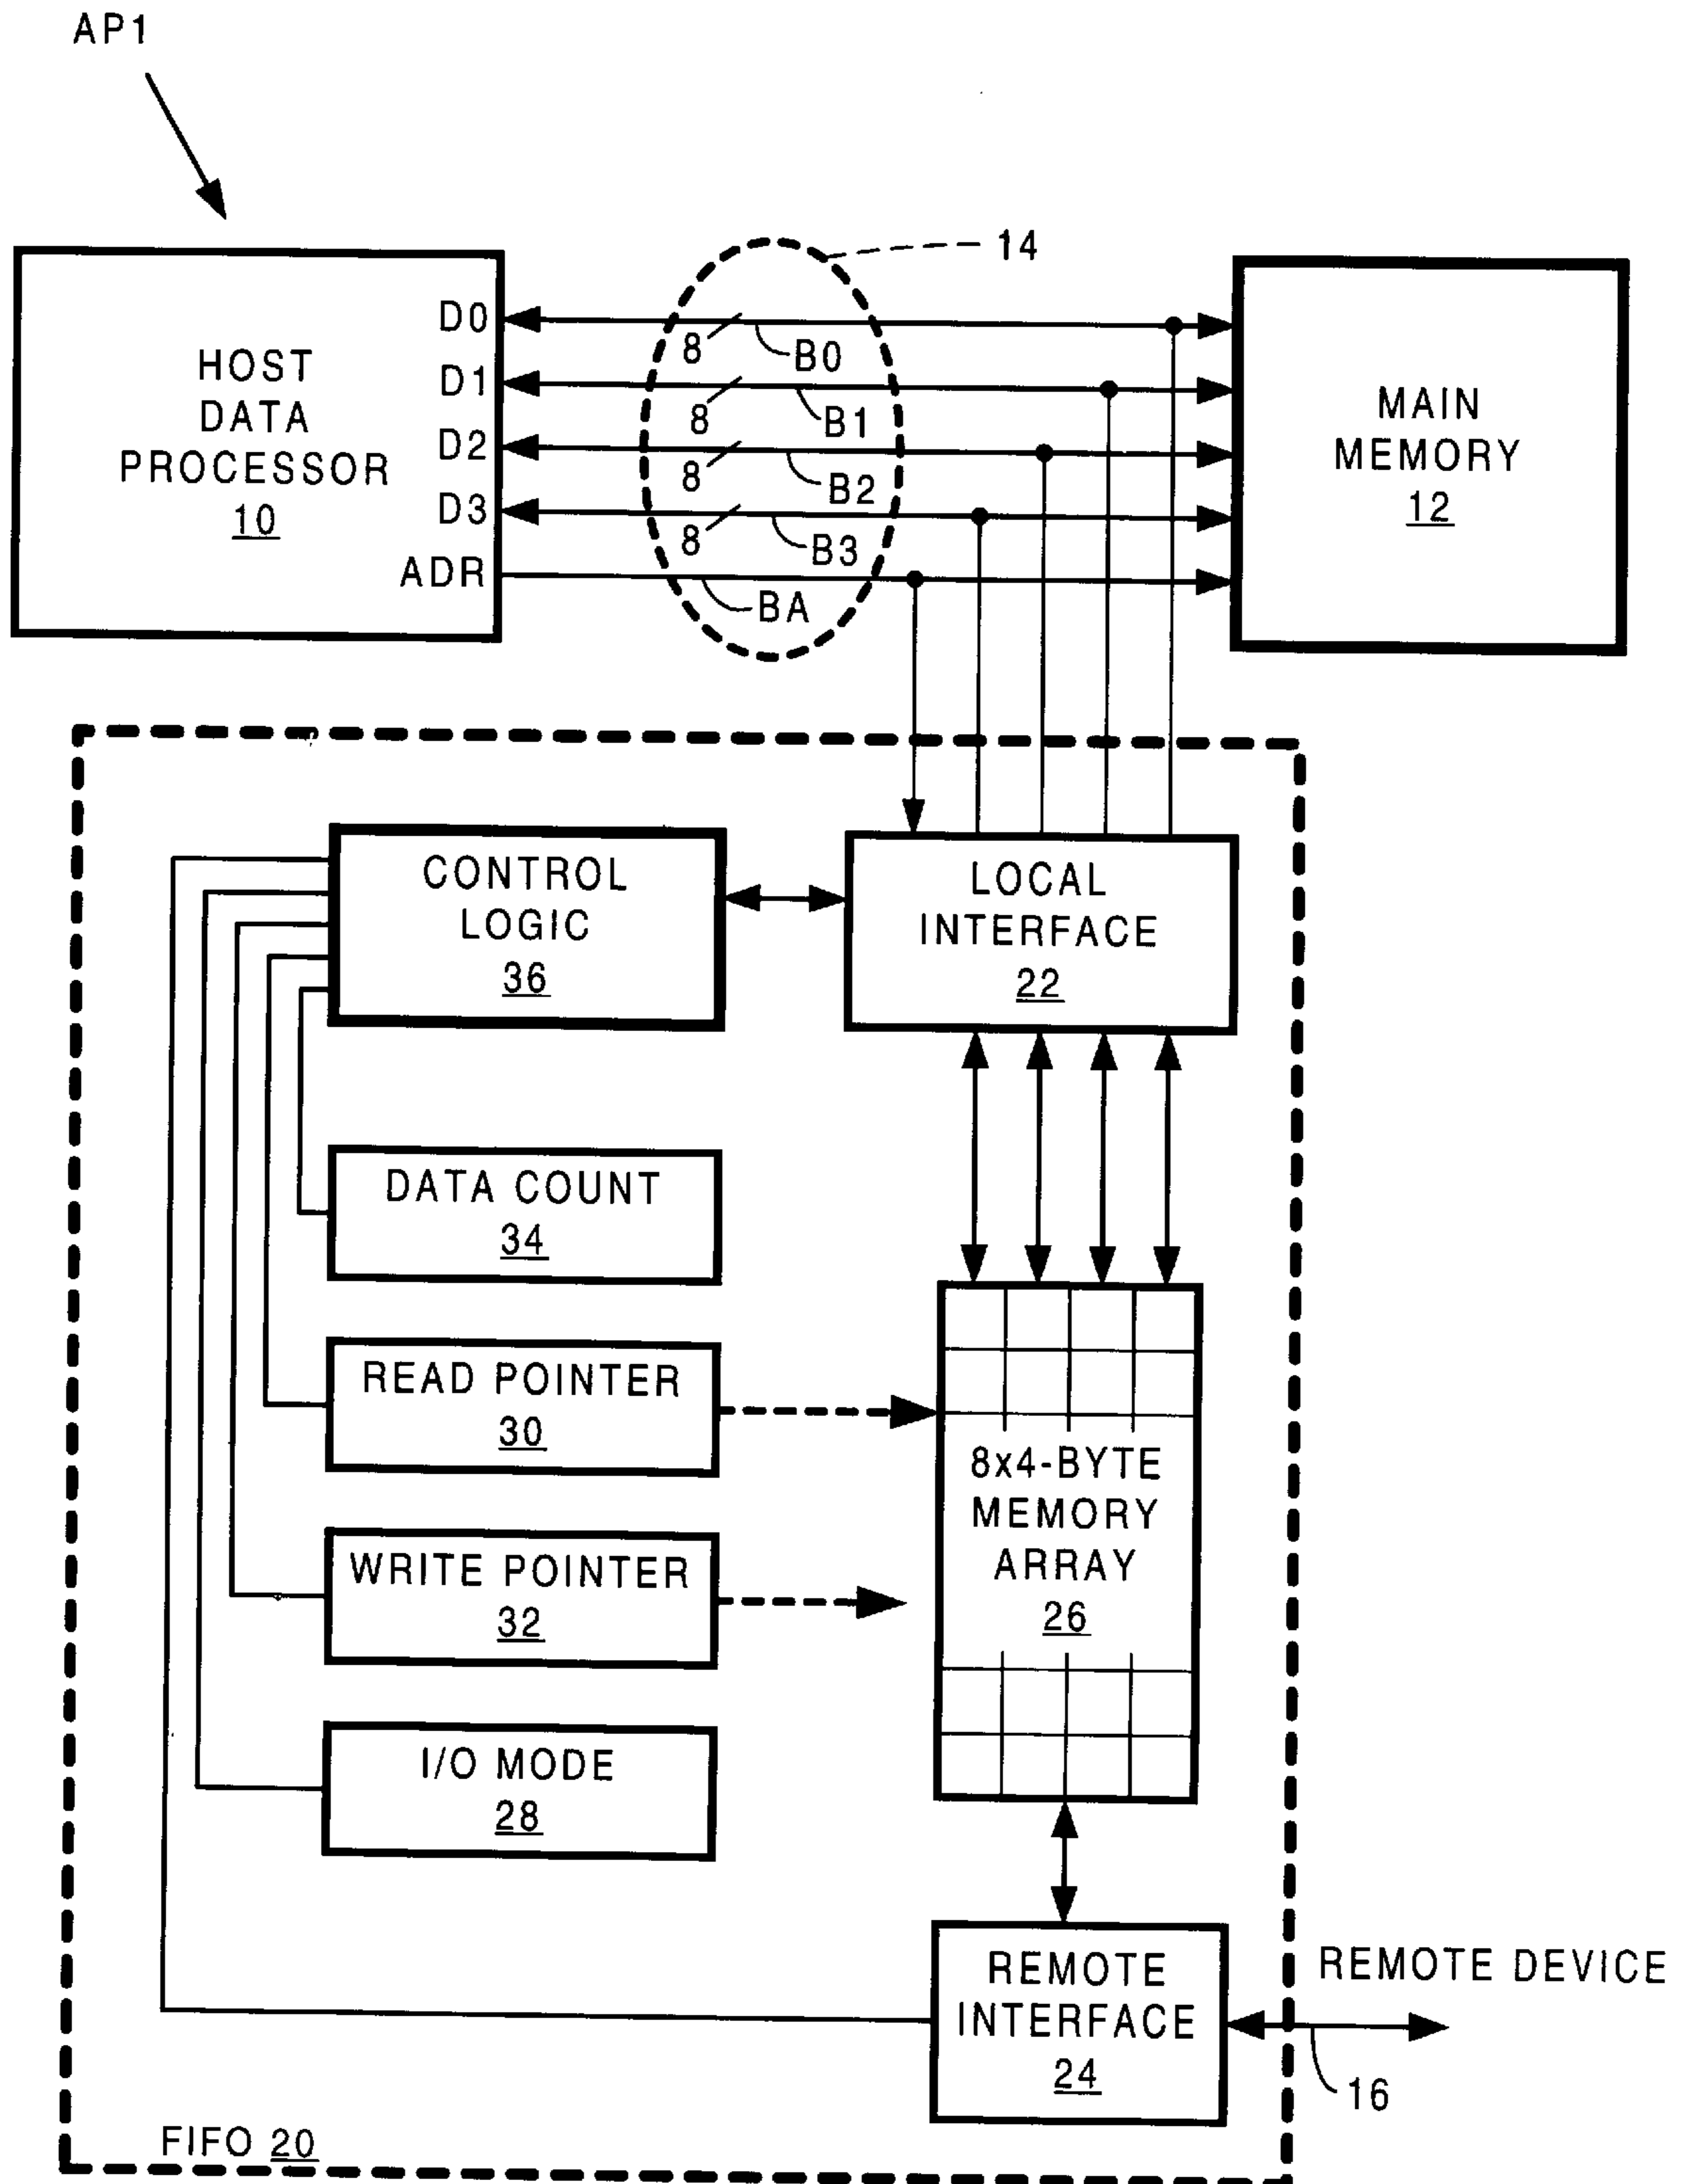 AP1
14
D0
8
B0
HOST
DATA
PROCESSOR
10
D1
8
B1
D2
8
B2
D3
8
B3
ADR
BA
MAIN
MEMORY
12
CONTROL
LOGIC
36
LOCAL
INTERFACE
22
DATA COUNT
34
READ POINTER
30
8x4-BYTE
MEMORY
ARRAY
26
WRITE POINTER
32
I/O MODE
28
REMOTE
INTERFACE
24
REMOTE DEVICE
16
FIFO 20